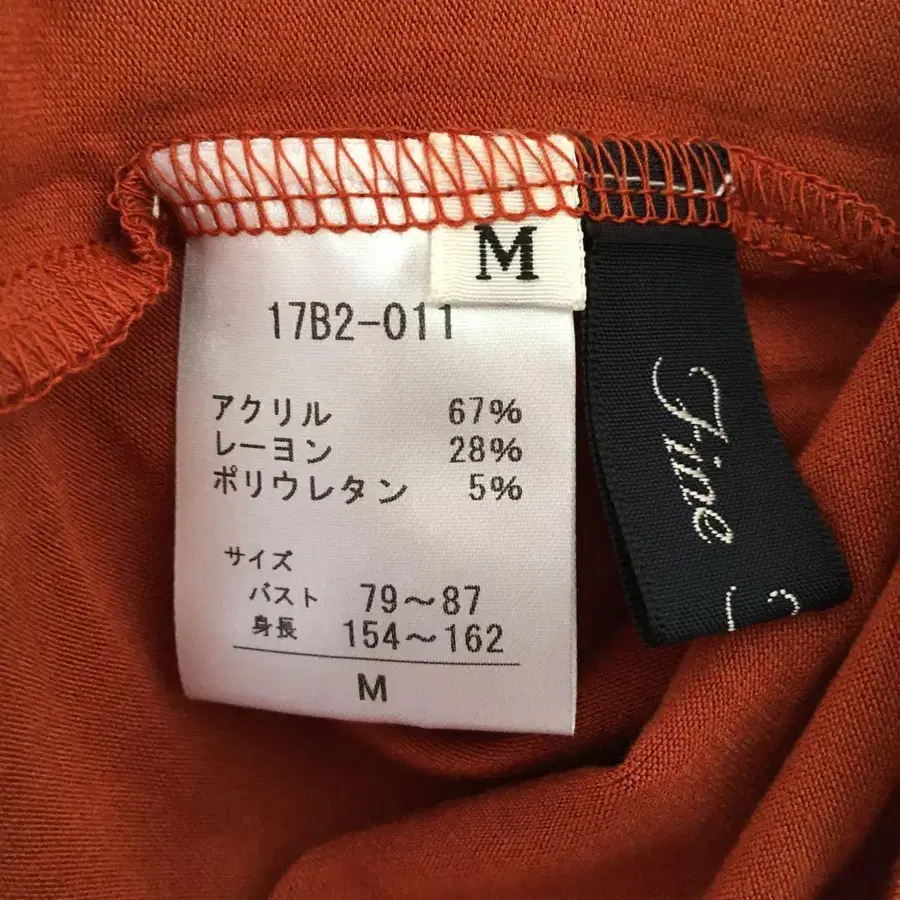 M
17B2-011
アクリル 67%
レーヨン 28%
ポリウレタン 5%
サイズ
バスト 79〜87
身長 154〜162
M
Fine